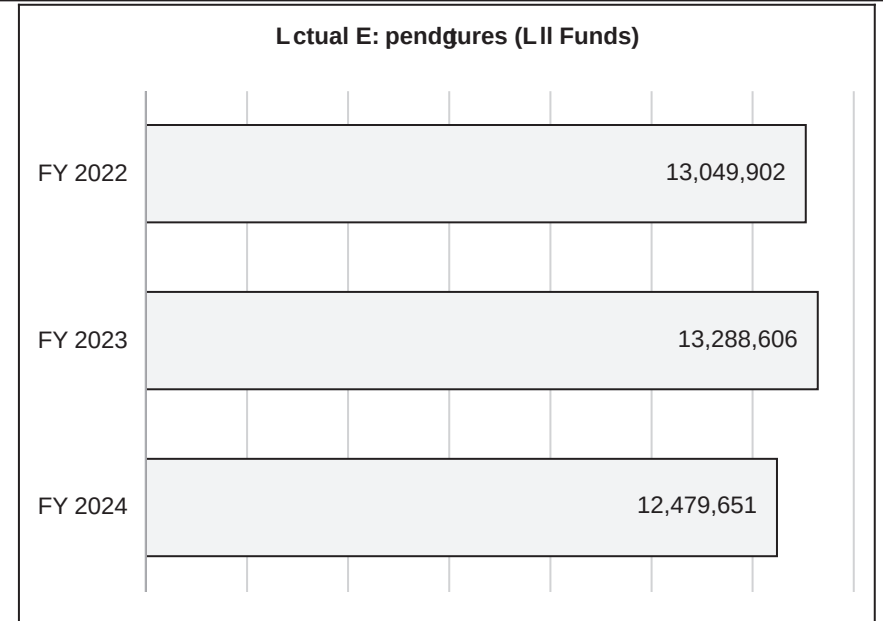 Lctual E: pendgtures (Lll Funds)
FY 2022 13,049,902
FY 2023 13,288,606
FY 2024 12,479,651